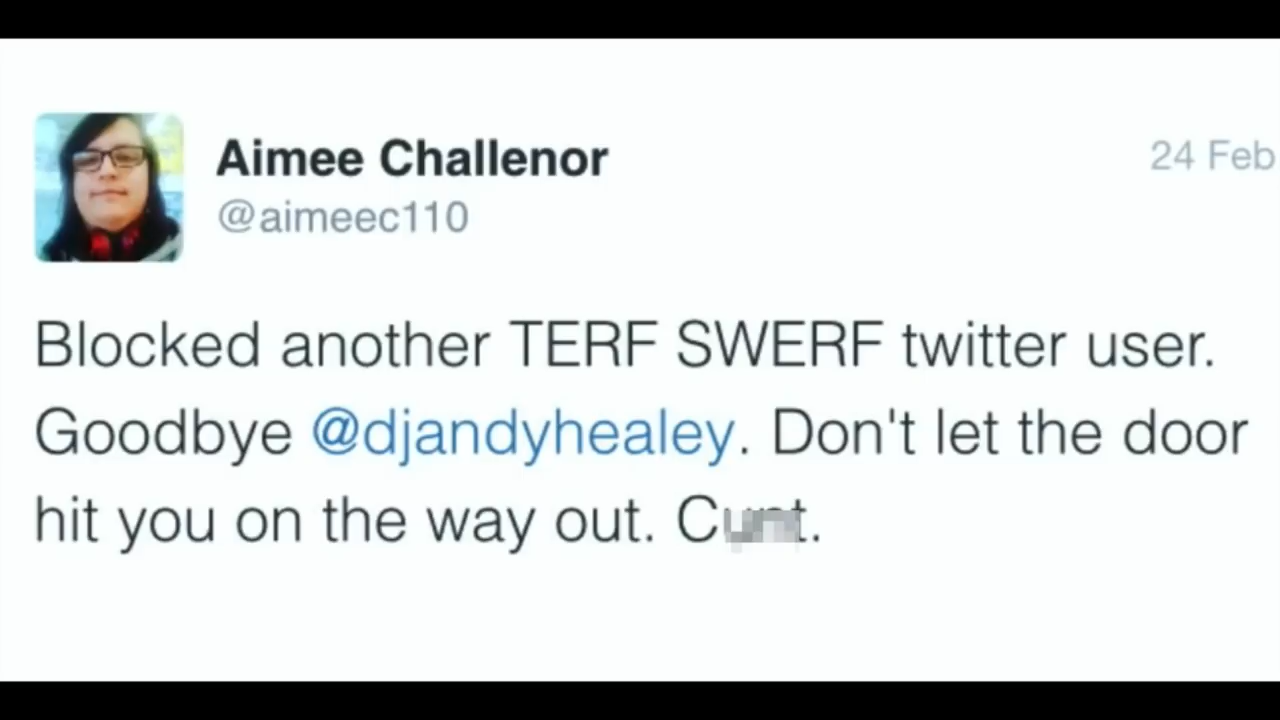 Aimee Challenor
24 Feb
@aimeec110
Blocked another TERF SWERF twitter user.
Goodbye @djandyhealey. Don't let the door
hit you on the way out.